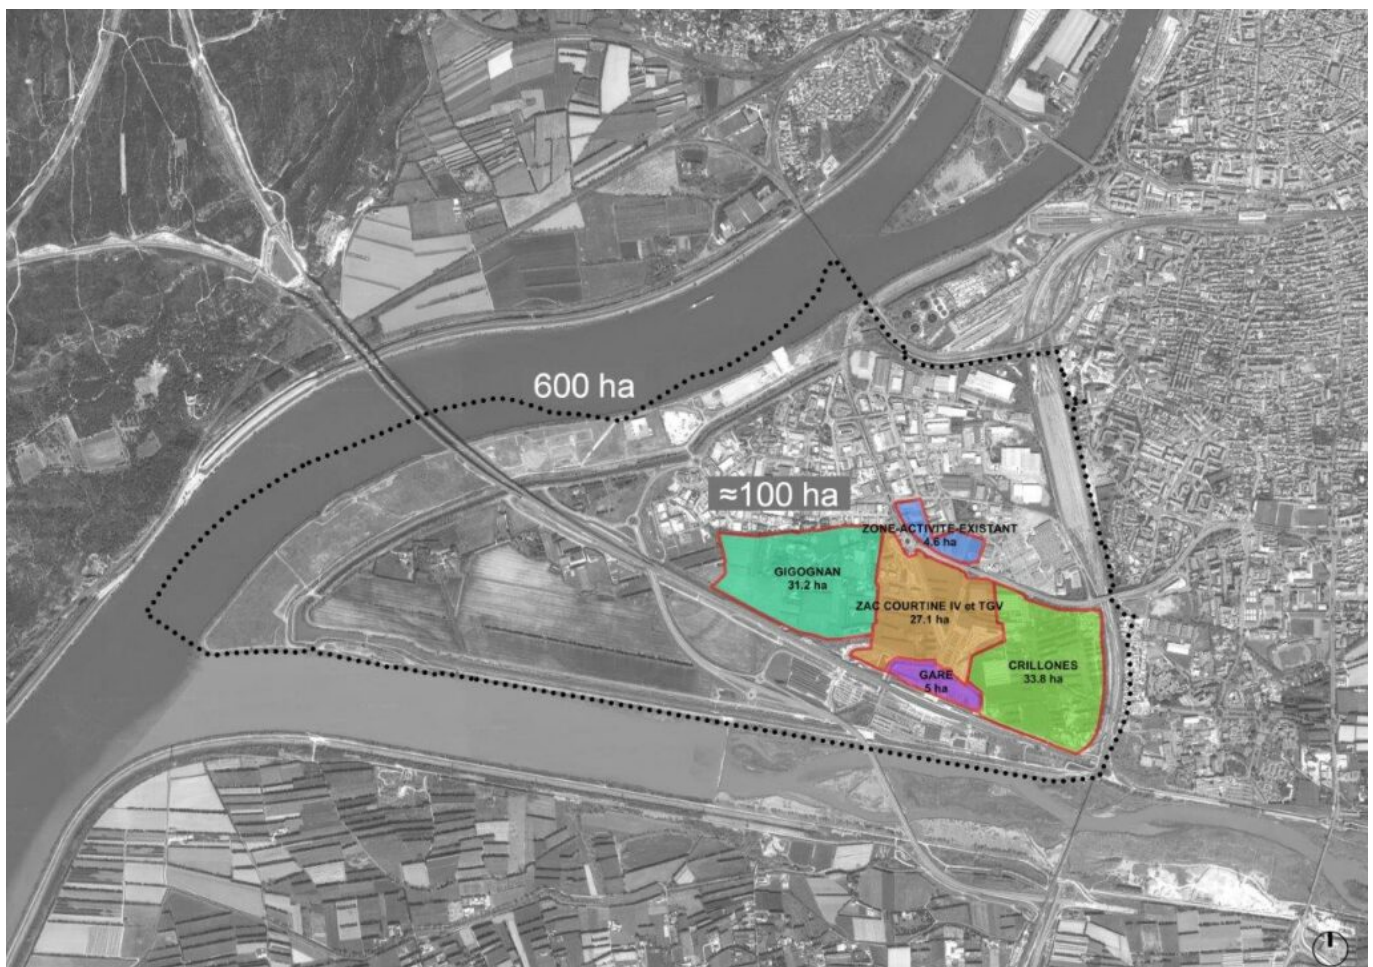 600 ha
≈100 ha
ZONE-ACTIVITE-EXISTANT
4.6 ha
GIGOGNAN
31.2 ha
ZAC COURTINE IV et TGV
27.1 ha
CRILLONES
33.8 ha
GARE
5 ha